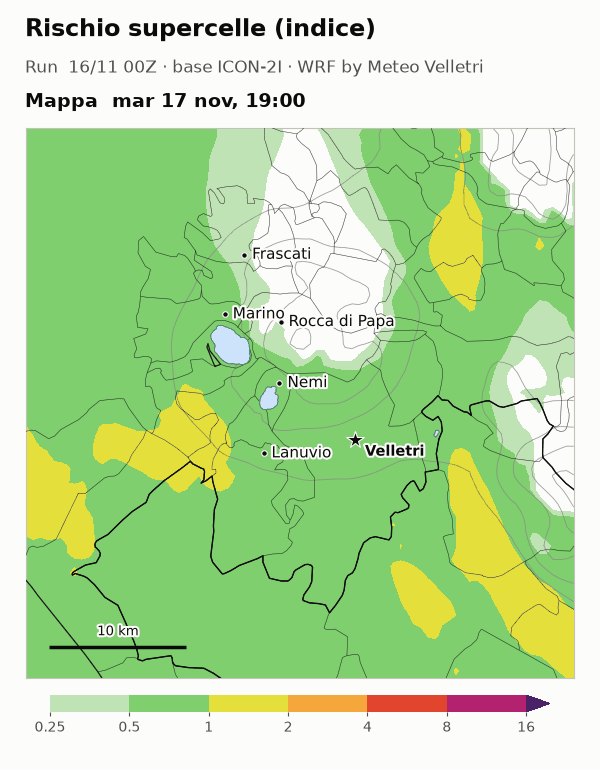 Rischio supercelle (indice)
Run  16/11 00Z · base ICON-2I · WRF by Meteo Velletri
Mappa  mar 17 nov, 19:00
Frascati
Marino
Rocca di Papa
Nemi
Velletri
Lanuvio
10 km
0.25 0.5 1 2 4 8 16